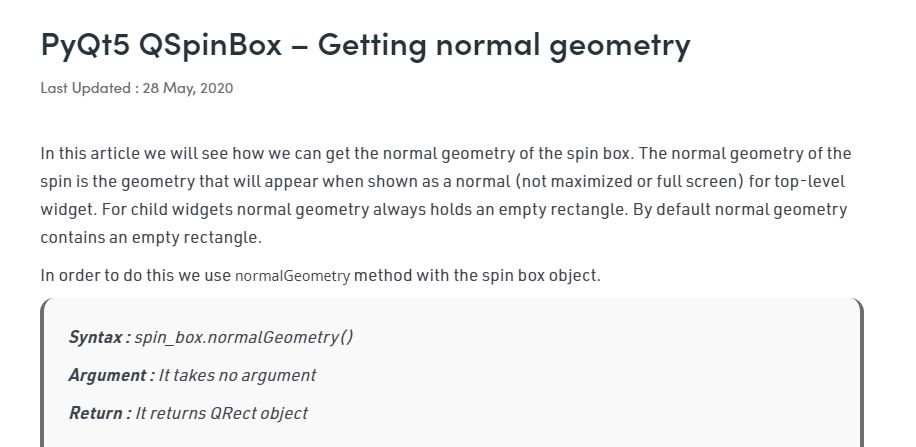 PyQt5 QSpinBox – Getting normal geometry
Last Updated : 28 May, 2020
In this article we will see how we can get the normal geometry of the spin box. The normal geometry of the
spin is the geometry that will appear when shown as a normal (not maximized or full screen) for top-level
widget. For child widgets normal geometry always holds an empty rectangle. By default normal geometry
contains an empty rectangle.
In order to do this we use normalGeometry method with the spin box object.
Syntax : spin_box.normalGeometry()
Argument : It takes no argument
Return : It returns QRect object